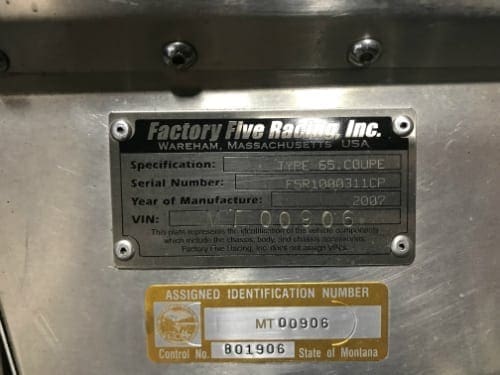 Factory Five Racing, Inc.
WAREHAM, MASSACHUSETTS USA
Specification: TYPE 65.COUPE
Serial Number: F5R1000311CP
Year of Manufacture: 2007
VIN: MT00906
This plate represents the identification of the vehicle components
which include the chassis, body, and chassis accessories.
Factory Five Racing, Inc. does not assign VIN's.
ASSIGNED IDENTIFICATION NUMBER
MT00906
Control No. 801906 State of Montana